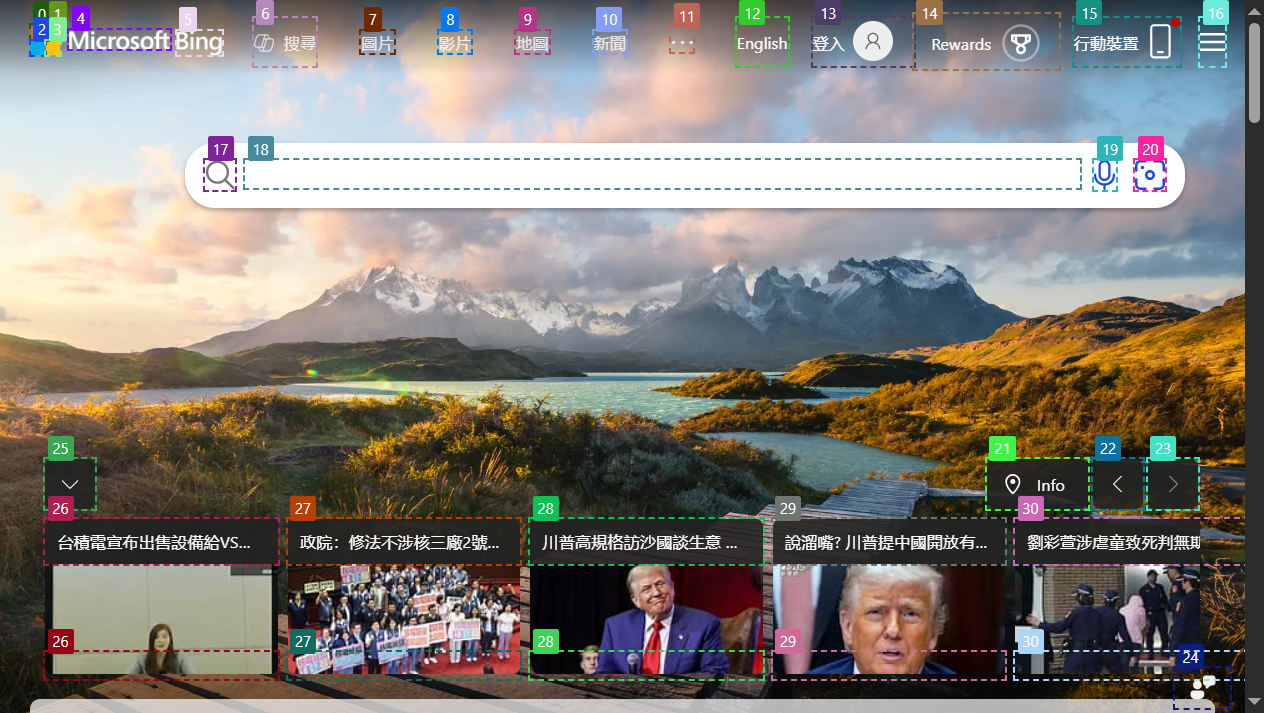 0 1
2 3 4 5 6 7 8 9 10 11 12 13 14 15 16
Microsoft Bing 搜尋 圖片 影片 地圖 新聞 ··· English 登入 Rewards 行動裝置
17 18 19 20
25 21 22 23
Info
26 27 28 29 30
台積電宣布出售設備給VS...
政院：修法不涉核三廠2號...
川普高規格訪沙國談生意 ...
說溜嘴? 川普提中國開放有...
劉彩萱涉虐童致死判無期
26 27 28 29 30
24